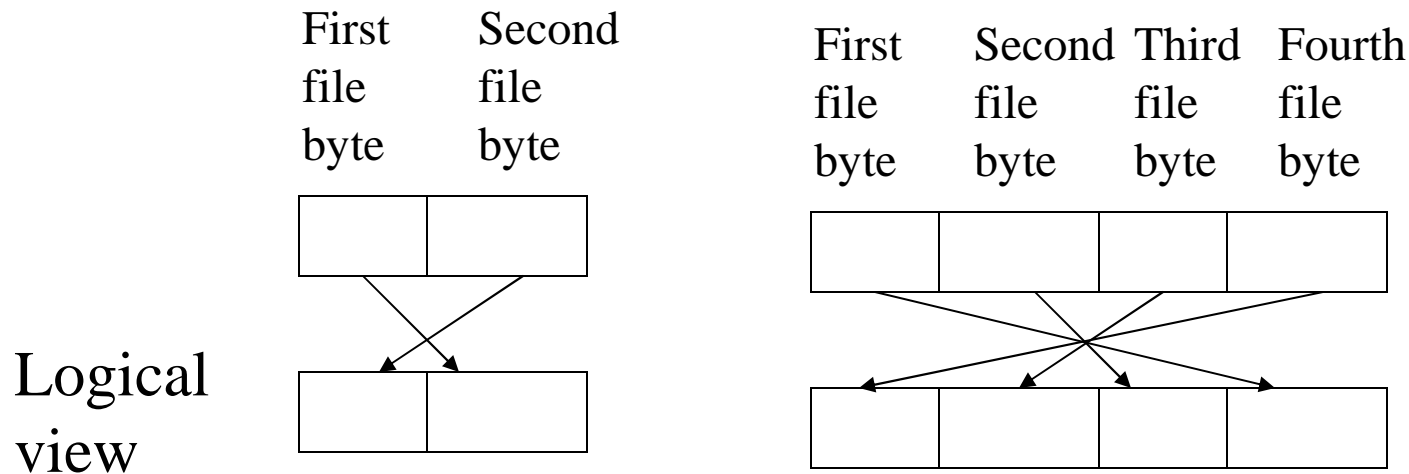 First Second
file file
byte byte
First Second Third Fourth
file file file file
byte byte byte byte
Logical
view